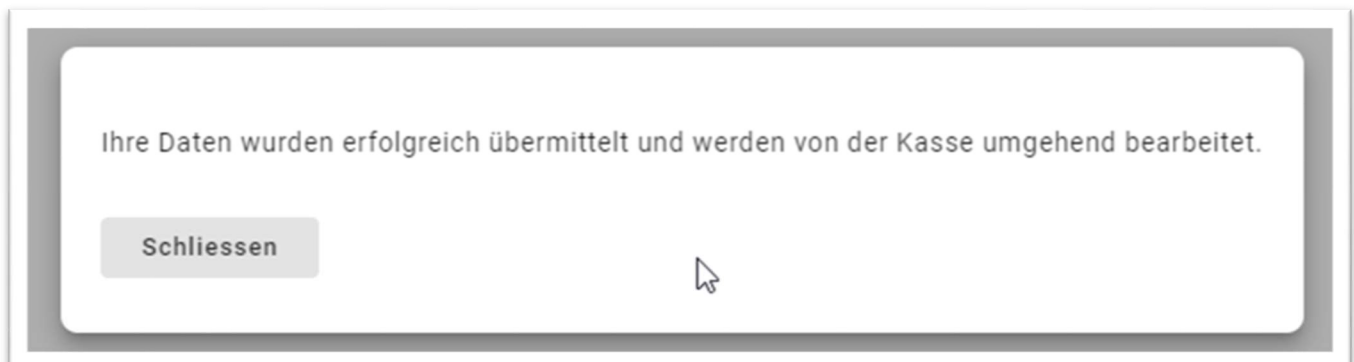 Ihre Daten wurden erfolgreich übermittelt und werden von der Kasse umgehend bearbeitet.
Schliessen